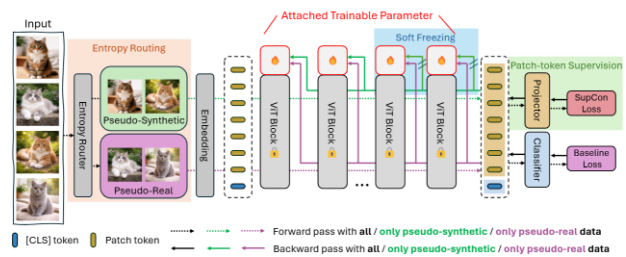 Input
Attached Trainable Parameter
Entropy Routing
Soft Freezing
Patch-token Supervision
Entropy Router
Pseudo-Synthetic
Pseudo-Real
Embedding
ViT Block
ViT Block
ViT Block
ViT Block
...
Projector
SupCon
Loss
Classifier
Baseline
Loss
[CLS] token
Patch token
Forward pass with all / only pseudo-synthetic / only pseudo-real data
Backward pass with all / only pseudo-synthetic / only pseudo-real data